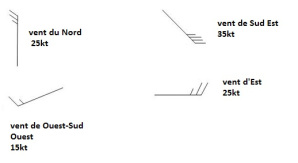 vent du Nord
25kt
vent de Sud Est
35kt
vent de Ouest-Sud
Ouest
15kt
vent d'Est
25kt